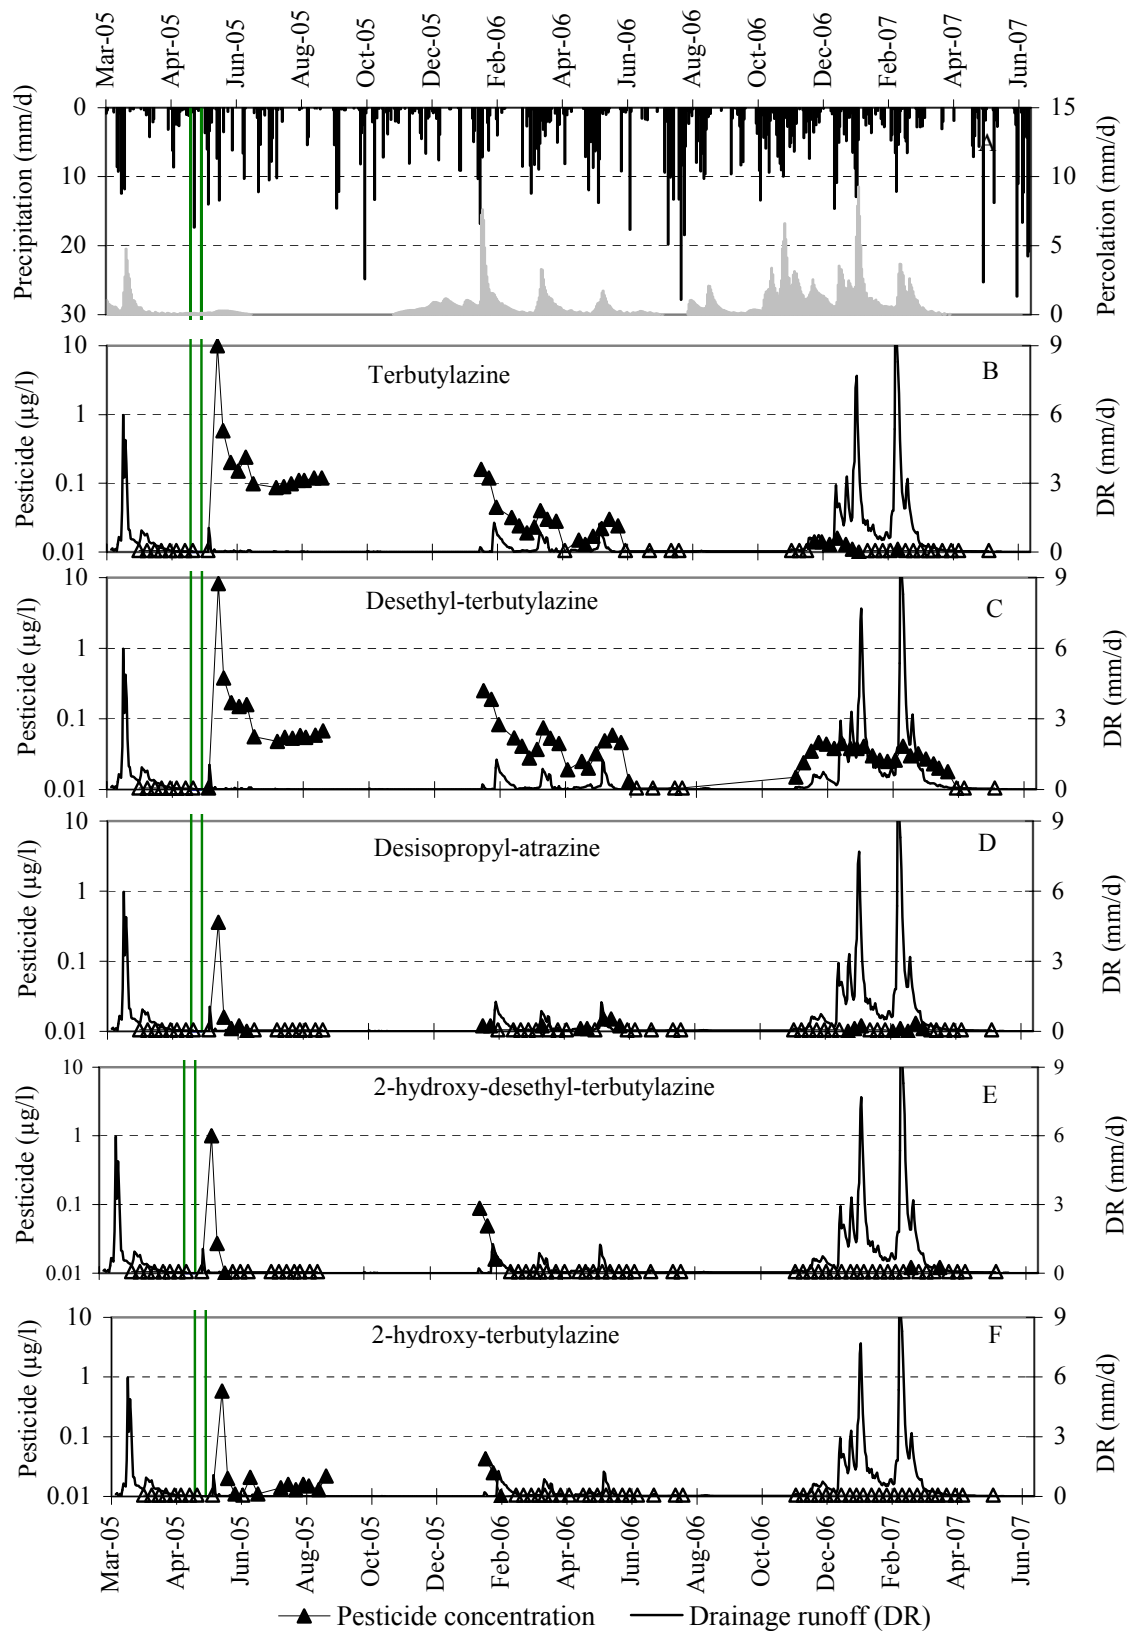 Mar-05 Apr-05 Jun-05 Aug-05 Oct-05 Dec-05 Feb-06 Apr-06 Jun-06 Aug-06 Oct-06 Dec-06 Feb-07 Apr-07 Jun-07
Precipitation (mm/d)
0
10
20
30
A
15
10
5
0
Percolation (mm/d)
Pesticide (µg/l)
10
1
0.1
0.01
Terbutylazine
B
9
6
3
0
DR (mm/d)
Pesticide (µg/l)
10
1
0.1
0.01
Desethyl-terbutylazine
C
9
6
3
0
DR (mm/d)
Pesticide (µg/l)
10
1
0.1
0.01
Desisopropyl-atrazine
D
9
6
3
0
DR (mm/d)
Pesticide (µg/l)
10
1
0.1
0.01
2-hydroxy-desethyl-terbutylazine
E
9
6
3
0
DR (mm/d)
Pesticide (µg/l)
10
1
0.1
0.01
2-hydroxy-terbutylazine
F
9
6
3
0
DR (mm/d)
Mar-05 Apr-05 Jun-05 Aug-05 Oct-05 Dec-05 Feb-06 Apr-06 Jun-06 Aug-06 Oct-06 Dec-06 Feb-07 Apr-07 Jun-07
Pesticide concentration Drainage runoff (DR)